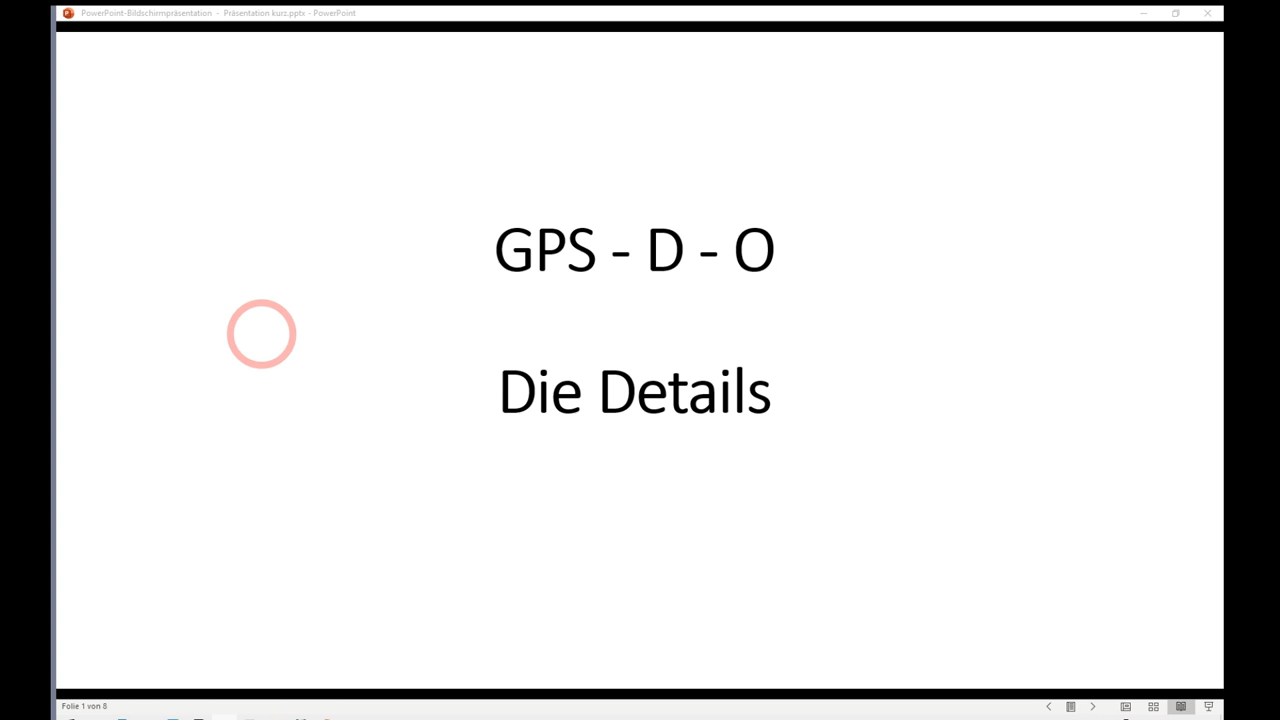 PowerPoint-Bildschirmpräsentation - Präsentation kurz.pptx - PowerPoint
GPS - D - O
Die Details
Folie 1 von 8